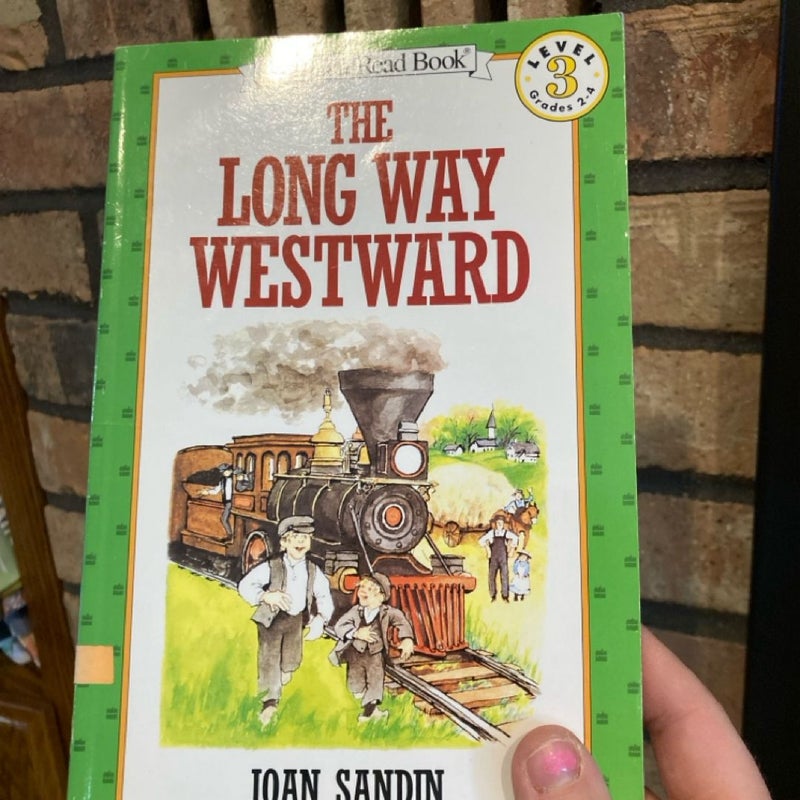 Read Book®
LEVEL
3
Grades 2-4
THE
LONG WAY
WESTWARD
JOAN SANDIN